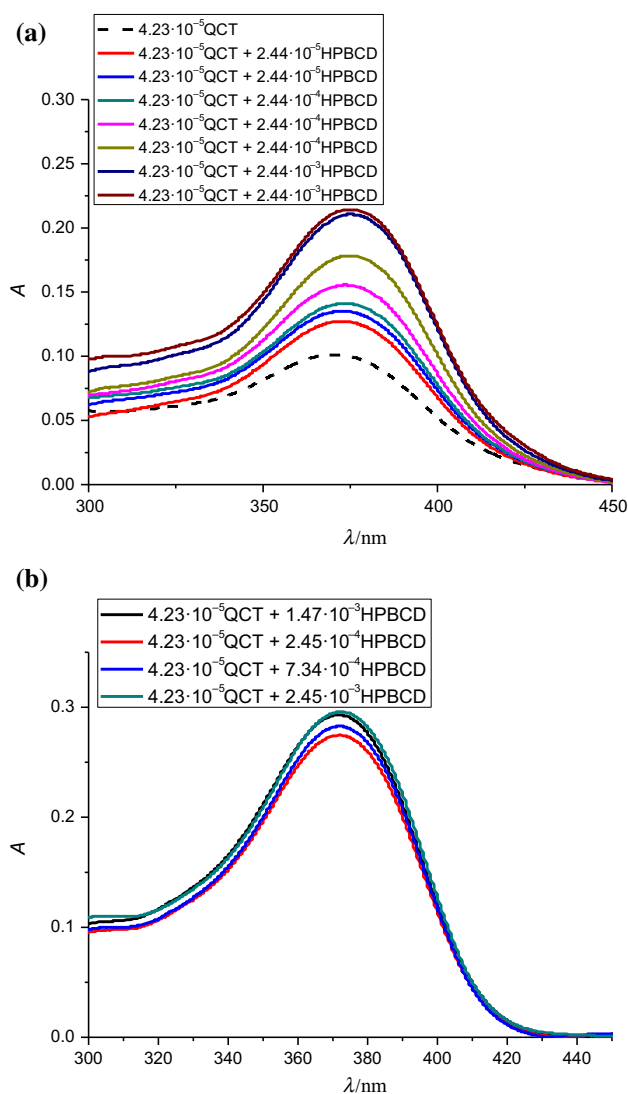 (a)
4.23·10⁻⁵QCT
4.23·10⁻⁵QCT + 2.44·10⁻⁵HPBCD
4.23·10⁻⁵QCT + 2.44·10⁻⁵HPBCD
4.23·10⁻⁵QCT + 2.44·10⁻⁴HPBCD
4.23·10⁻⁵QCT + 2.44·10⁻⁴HPBCD
4.23·10⁻⁵QCT + 2.44·10⁻⁴HPBCD
4.23·10⁻⁵QCT + 2.44·10⁻³HPBCD
4.23·10⁻⁵QCT + 2.44·10⁻³HPBCD
0.30
0.25
0.20
0.15
0.10
0.05
0.00
A
300 350 400 450
λ/nm
(b)
4.23·10⁻⁵QCT + 1.47·10⁻³HPBCD
4.23·10⁻⁵QCT + 2.45·10⁻⁴HPBCD
4.23·10⁻⁵QCT + 7.34·10⁻⁴HPBCD
4.23·10⁻⁵QCT + 2.45·10⁻³HPBCD
0.3
0.2
0.1
0.0
A
300 320 340 360 380 400 420 440
λ/nm